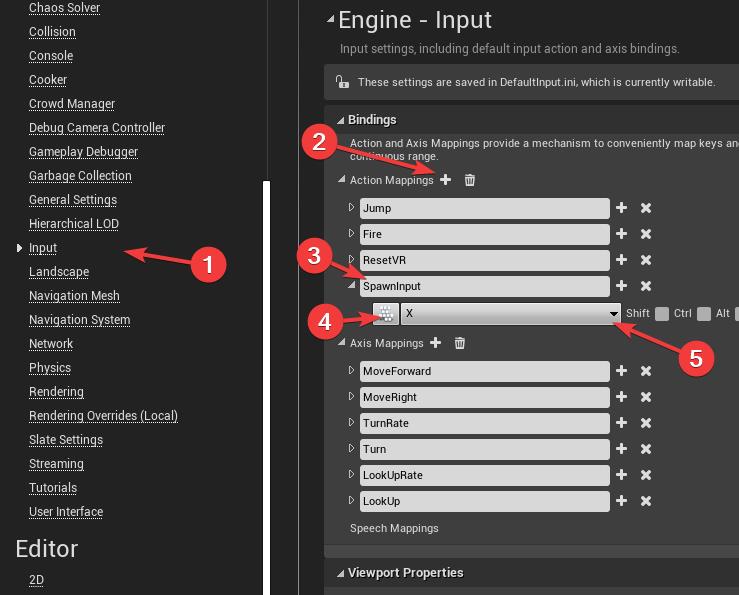 Chaos Solver
Collision
Console
Cooker
Crowd Manager
Debug Camera Controller
Gameplay Debugger
Garbage Collection
General Settings
Hierarchical LOD
Input
Landscape
Navigation Mesh
Navigation System
Network
Physics
Rendering
Rendering Overrides (Local)
Slate Settings
Streaming
Tutorials
User Interface
Editor
2D
1
Engine - Input
Input settings, including default input action and axis bindings.
These settings are saved in DefaultInput.ini, which is currently writable.
Bindings
2
Action and Axis Mappings provide a mechanism to conveniently map keys and
continuous range.
Action Mappings
Jump
Fire
ResetVR
3
SpawnInput
4
X
Shift Ctrl Alt
5
Axis Mappings
MoveForward
MoveRight
TurnRate
Turn
LookUpRate
LookUp
Speech Mappings
Viewport Properties